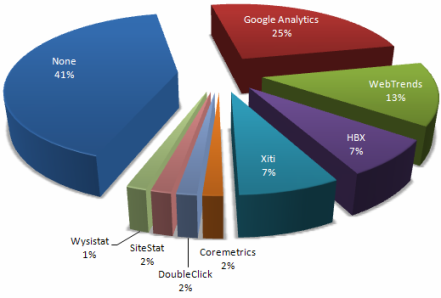 Google Analytics
25%
None
41%
WebTrends
13%
HBX
7%
Xiti
7%
Wysistat
1%
SiteStat
2%
DoubleClick
2%
Coremetrics
2%